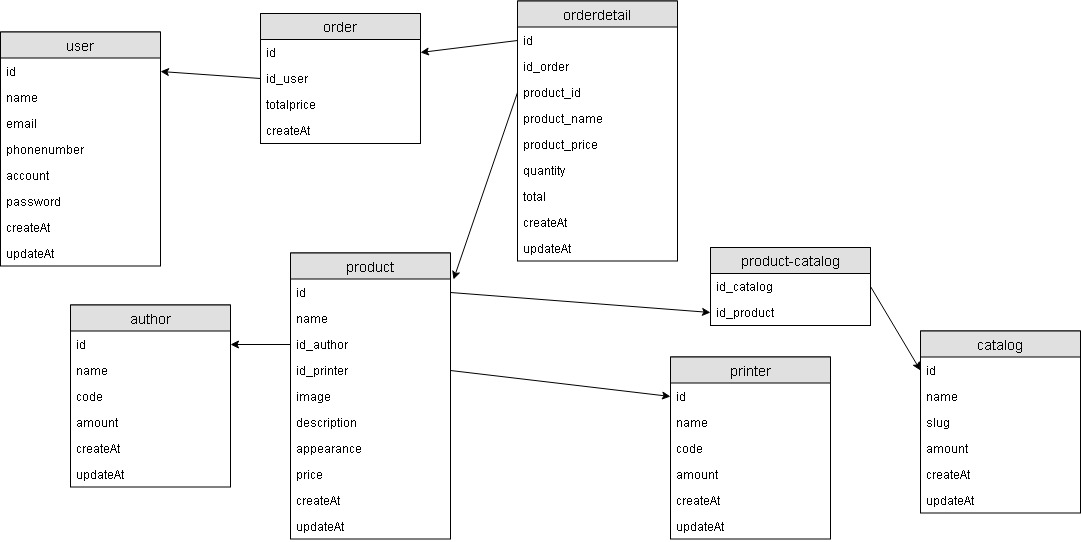 user
id
name
email
phonenumber
account
password
createAt
updateAt
order
id
id_user
totalprice
createAt
orderdetail
id
id_order
product_id
product_name
product_price
quantity
total
createAt
updateAt
author
id
name
code
amount
createAt
updateAt
product
id
name
id_author
id_printer
image
description
appearance
price
createAt
updateAt
product-catalog
id_catalog
id_product
printer
id
name
code
amount
createAt
updateAt
catalog
id
name
slug
amount
createAt
updateAt